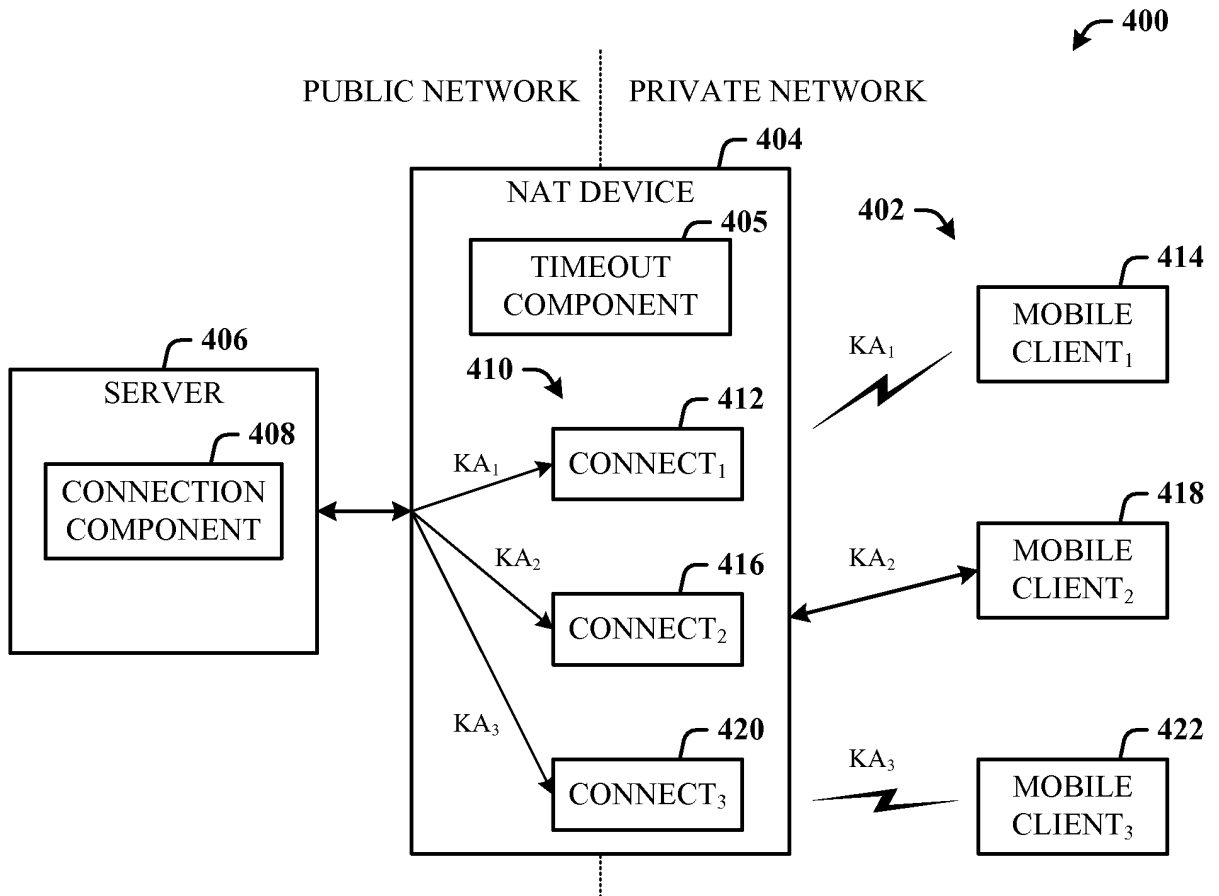 400
PUBLIC NETWORK
PRIVATE NETWORK
404
NAT DEVICE
405
TIMEOUT
COMPONENT
402
414
MOBILE
CLIENT₁
KA₁
406
SERVER
408
CONNECTION
COMPONENT
410
412
CONNECT₁
KA₁
418
MOBILE
CLIENT₂
KA₂
KA₂
416
CONNECT₂
KA₃
420
CONNECT₃
KA₃
422
MOBILE
CLIENT₃